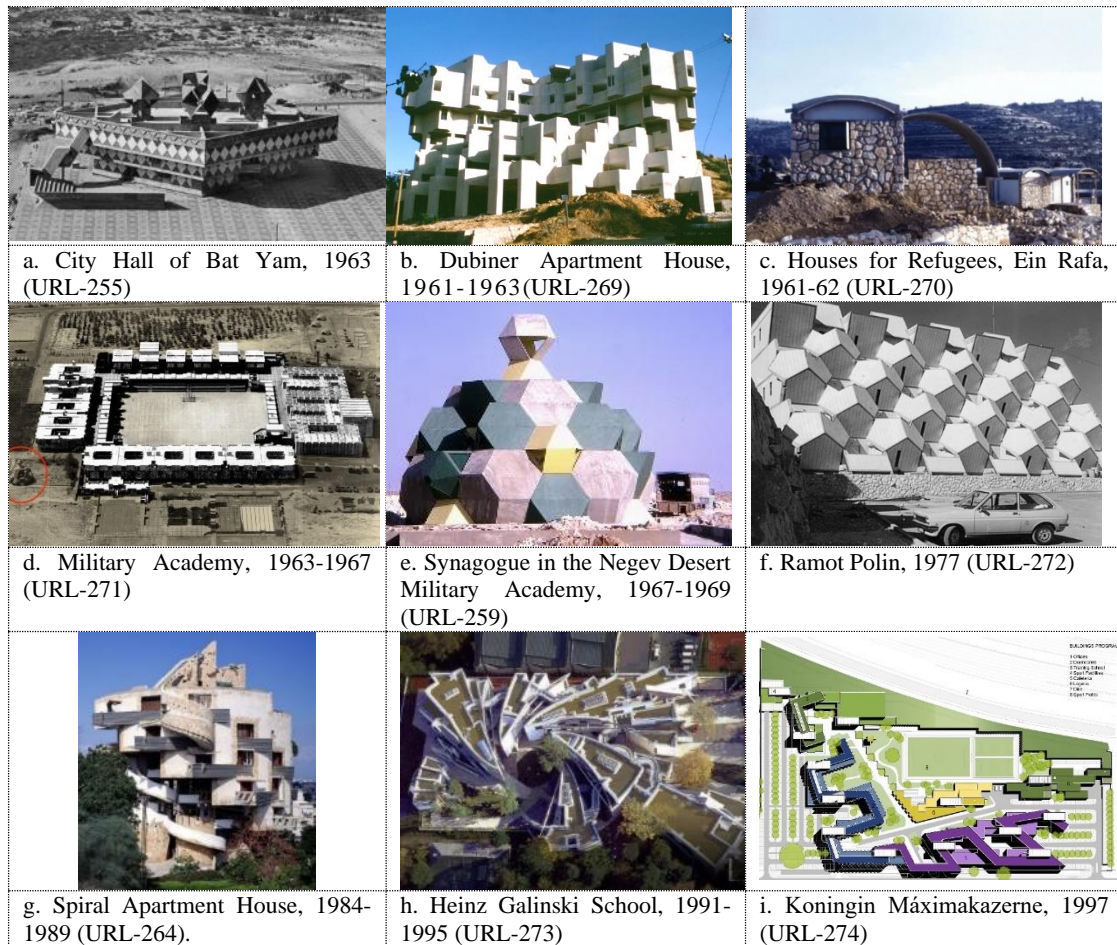 a. City Hall of Bat Yam, 1963
(URL-255)
b. Dubiner Apartment House,
1961-1963(URL-269)
c. Houses for Refugees, Ein Rafa,
1961-62 (URL-270)
d. Military Academy, 1963-1967
(URL-271)
e. Synagogue in the Negev Desert
Military Academy, 1967-1969
(URL-259)
f. Ramot Polin, 1977 (URL-272)
BUILDINGS PROGRAM
g. Spiral Apartment House, 1984-
1989 (URL-264).
h. Heinz Galinski School, 1991-
1995 (URL-273)
i. Koningin Máximakazerne, 1997
(URL-274)